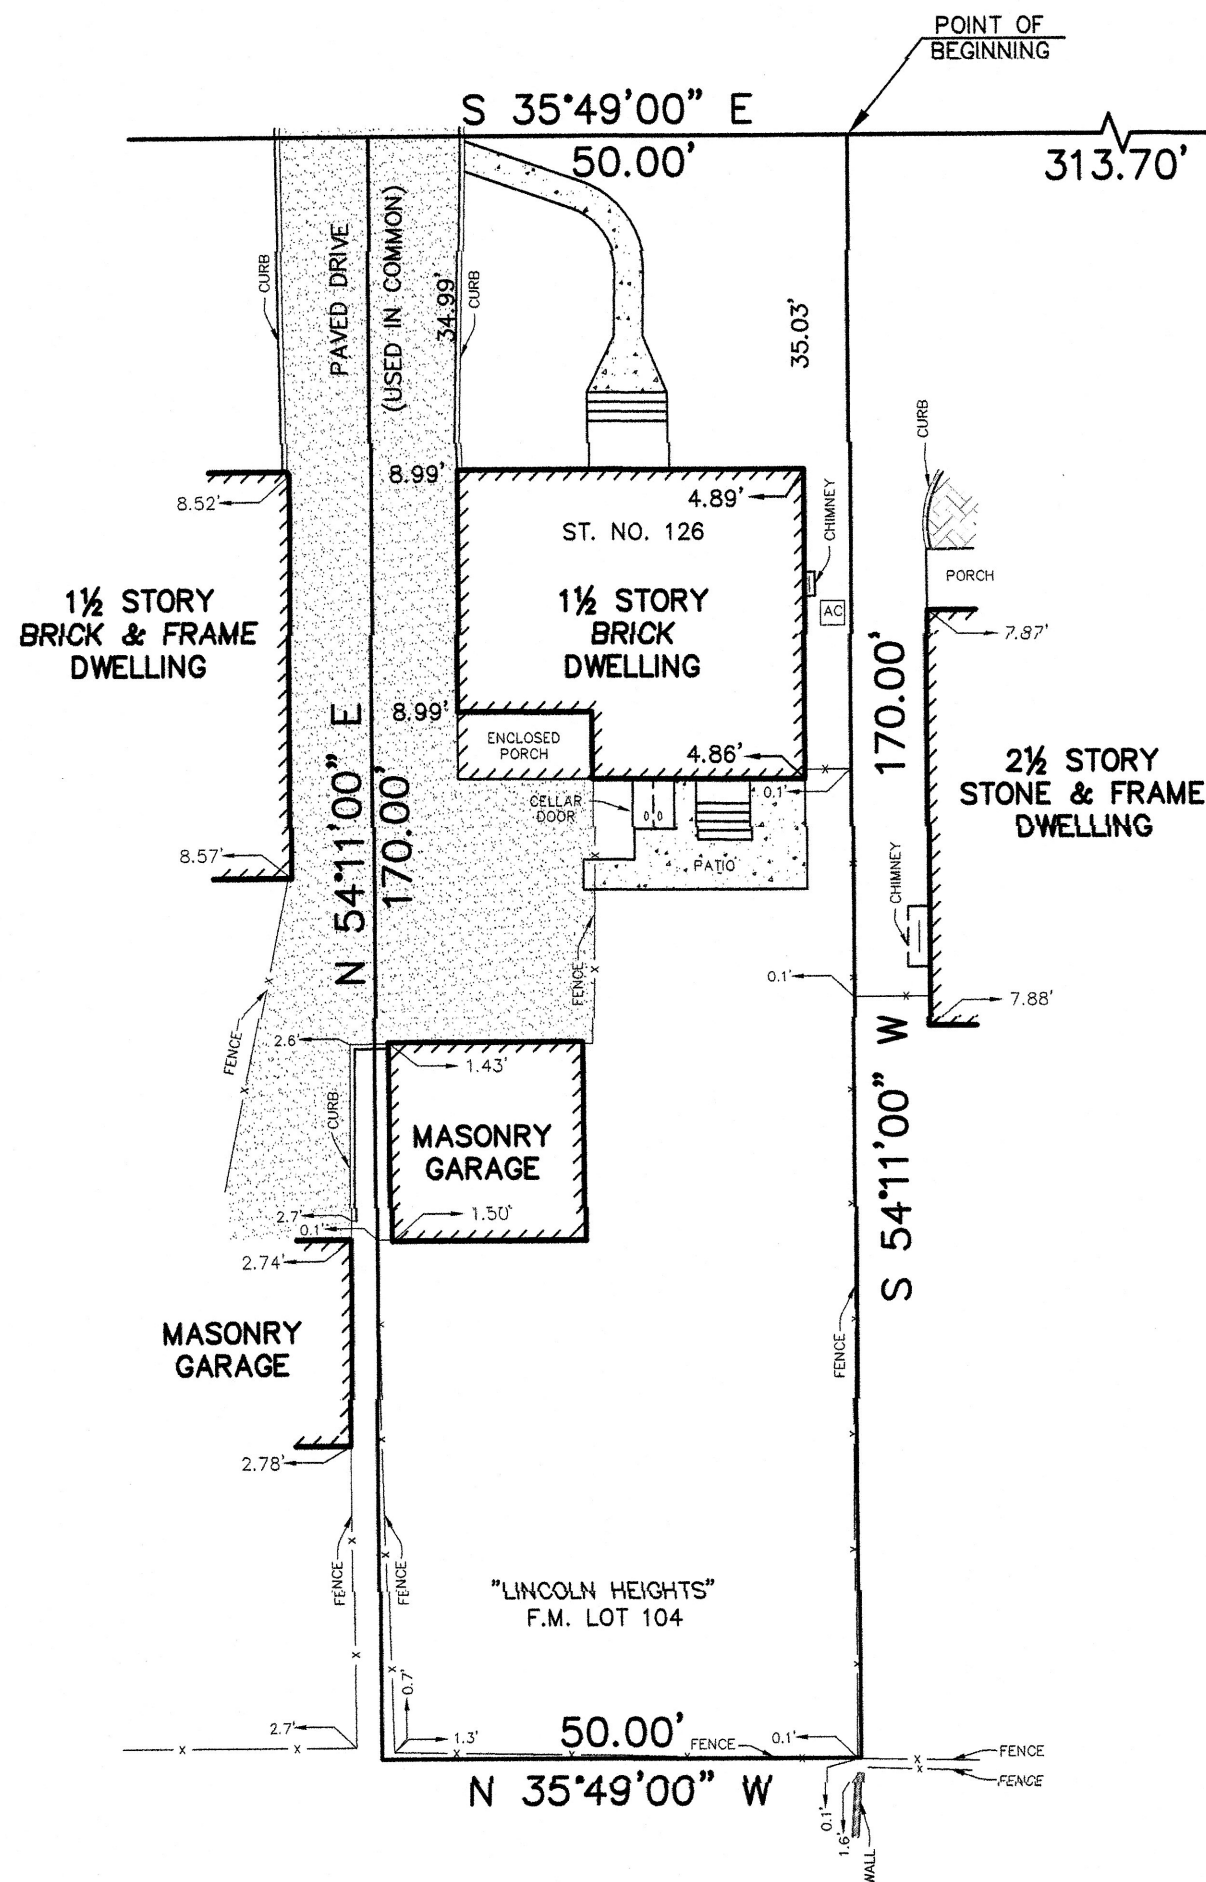 POINT OF
BEGINNING
S 35°49'00" E
50.00'
313.70'
PAVED DRIVE
(USED IN COMMON)
CURB
34.99'
CURB
35.03'
8.52'
8.99'
4.89'
CHIMNEY
CURB
ST. NO. 126
1½ STORY
BRICK & FRAME
DWELLING
1½ STORY
BRICK
DWELLING
AC
PORCH
7.87'
8.99'
ENCLOSED
PORCH
4.86'
0.1'
170.00'
2½ STORY
STONE & FRAME
DWELLING
N 54°11'00" E
170.00'
CELLAR
DOOR
PATIO
8.57'
CHIMNEY
FENCE
FENCE
0.1'
7.88'
S 54°11'00" W
2.6'
1.43'
CURB
MASONRY
GARAGE
2.7'
0.1'
1.50'
2.74'
MASONRY
GARAGE
FENCE
2.78'
FENCE
FENCE
"LINCOLN HEIGHTS"
F.M. LOT 104
0.7'
2.7'
1.3'
50.00'
FENCE
0.1'
FENCE
FENCE
N 35°49'00" W
0.1'
1.6'
WALL